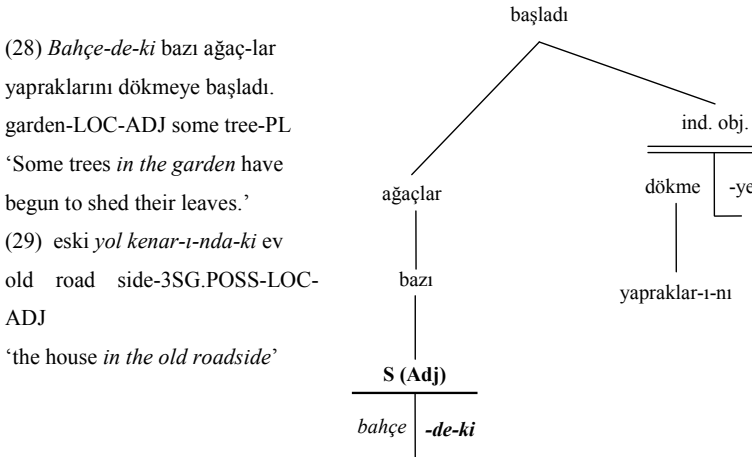 (28) Bahçe-de-ki bazı ağaç-lar
yapraklarını dökmeye başladı.
garden-LOC-ADJ some tree-PL
‘Some trees in the garden have
begun to shed their leaves.’
(29) eski yol kenar-ı-nda-ki ev
old road side-3SG.POSS-LOC-
ADJ
‘the house in the old roadside’
başladı
ind. obj.
ağaçlar
dökme -ye
bazı
yapraklar-ı-nı
S (Adj)
bahçe -de-ki